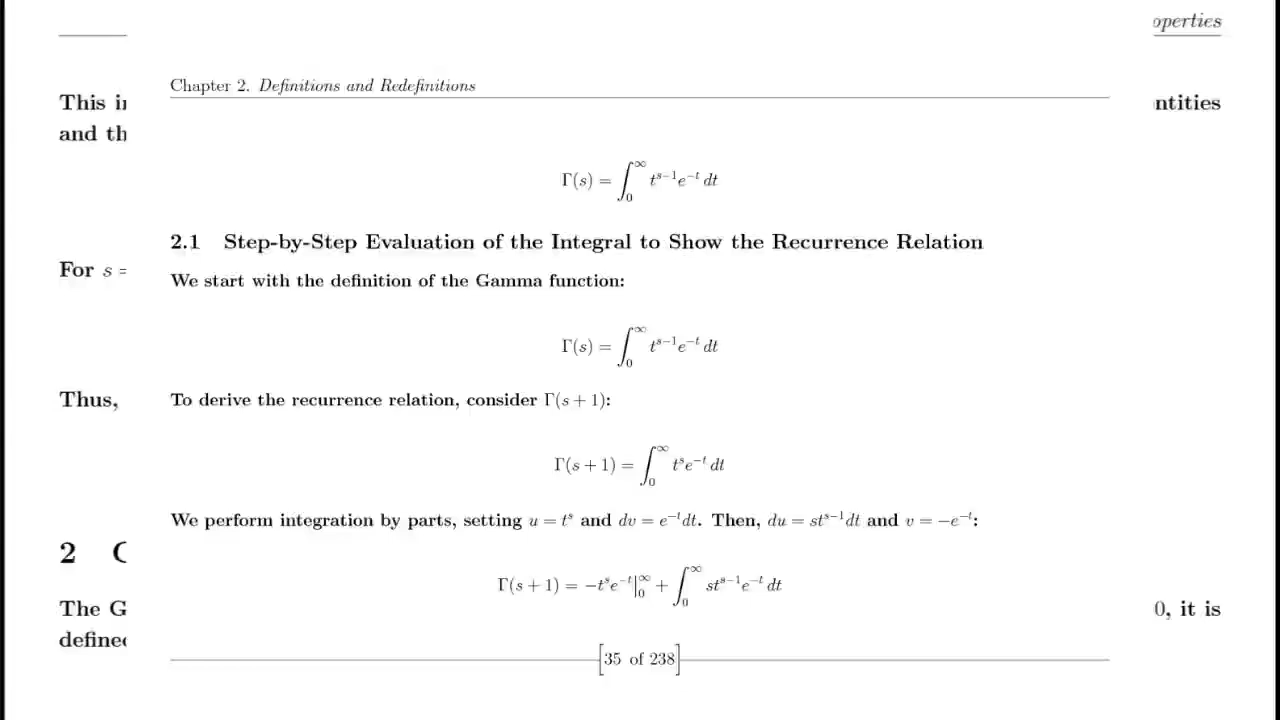 Chapter 2. Definitions and Redefinitions
Γ(s) = ∫₀^∞ t^{s−1}e^{−t} dt
2.1 Step-by-Step Evaluation of the Integral to Show the Recurrence Relation
We start with the definition of the Gamma function:
Γ(s) = ∫₀^∞ t^{s−1}e^{−t} dt
To derive the recurrence relation, consider Γ(s + 1):
Γ(s + 1) = ∫₀^∞ t^s e^{−t} dt
We perform integration by parts, setting u = t^s and dv = e^{−t}dt. Then, du = st^{s−1}dt and v = −e^{−t}:
Γ(s + 1) = −t^s e^{−t}|₀^∞ + ∫₀^∞ st^{s−1}e^{−t} dt
[35 of 238]
This
and
For s =
Thus,
2
The G
0, it is